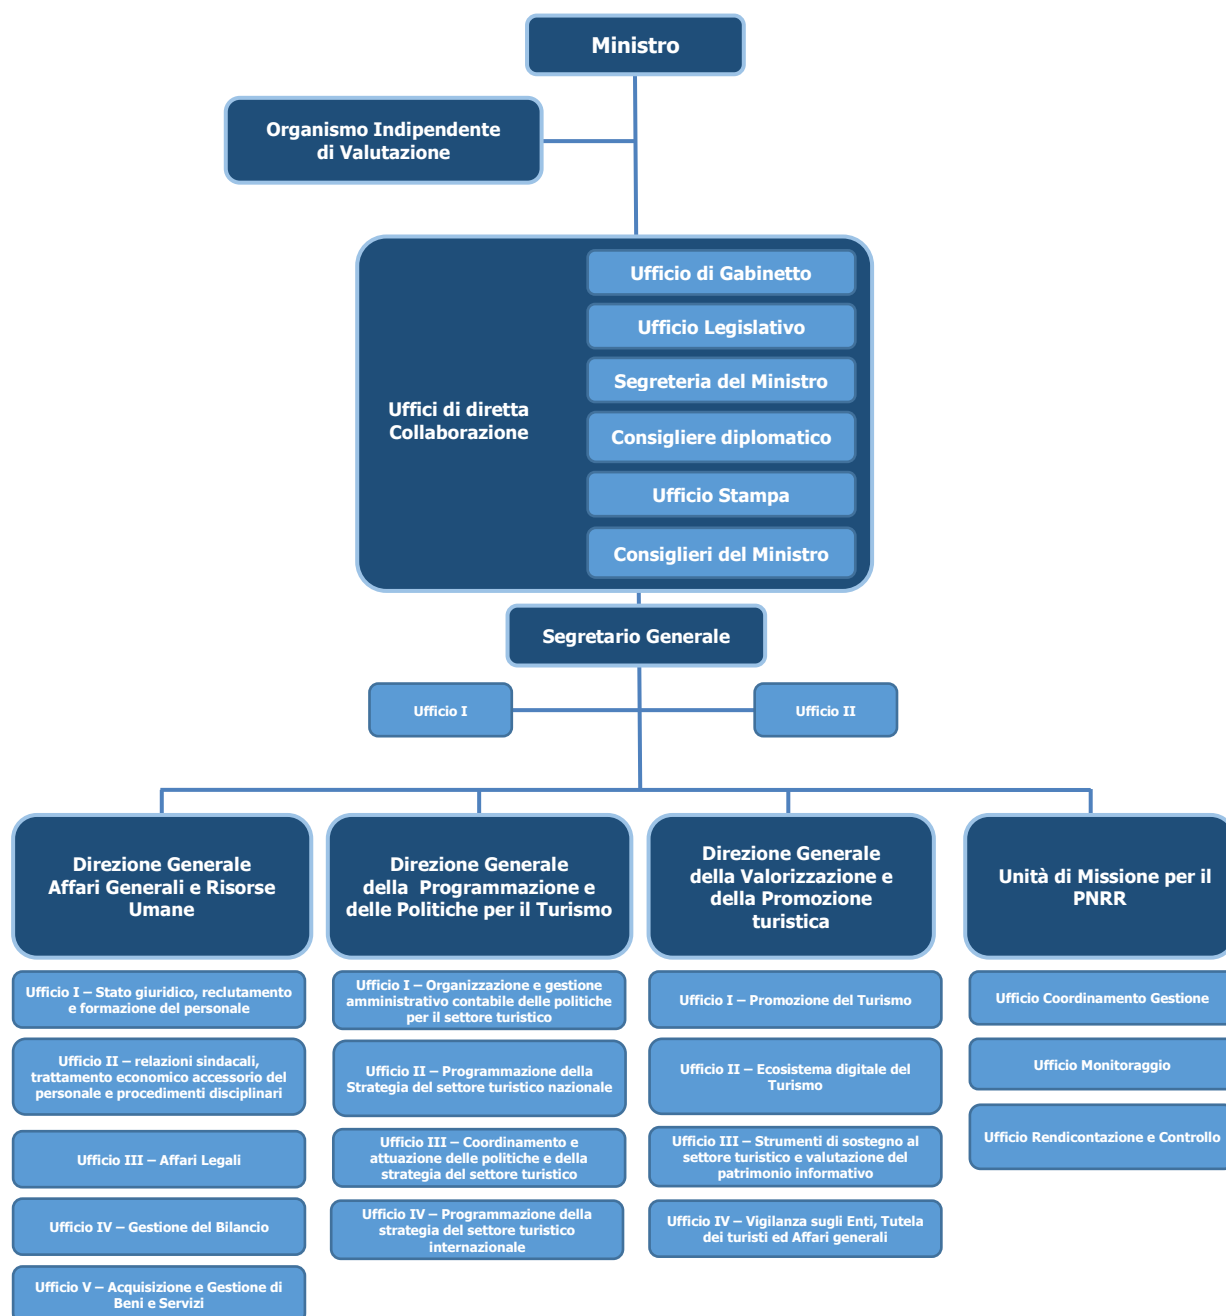 Ministro
Organismo Indipendente
di Valutazione
Uffici di diretta
Collaborazione
Ufficio di Gabinetto
Ufficio Legislativo
Segreteria del Ministro
Consigliere diplomatico
Ufficio Stampa
Consiglieri del Ministro
Segretario Generale
Ufficio I
Ufficio II
Direzione Generale
Affari Generali e Risorse
Umane
Ufficio I – Stato giuridico, reclutamento
e formazione del personale
Ufficio II – relazioni sindacali,
trattamento economico accessorio del
personale e procedimenti disciplinari
Ufficio III – Affari Legali
Ufficio IV – Gestione del Bilancio
Ufficio V – Acquisizione e Gestione di
Beni e Servizi
Direzione Generale
della Programmazione e
delle Politiche per il Turismo
Ufficio I – Organizzazione e gestione
amministrativo contabile delle politiche
per il settore turistico
Ufficio II – Programmazione della
Strategia del settore turistico nazionale
Ufficio III – Coordinamento e
attuazione delle politiche e della
strategia del settore turistico
Ufficio IV – Programmazione della
strategia del settore turistico
internazionale
Direzione Generale
della Valorizzazione e
della Promozione
turistica
Ufficio I – Promozione del Turismo
Ufficio II – Ecosistema digitale del
Turismo
Ufficio III – Strumenti di sostegno al
settore turistico e valutazione del
patrimonio informativo
Ufficio IV – Vigilanza sugli Enti, Tutela
dei turisti ed Affari generali
Unità di Missione per il
PNRR
Ufficio Coordinamento Gestione
Ufficio Monitoraggio
Ufficio Rendicontazione e Controllo